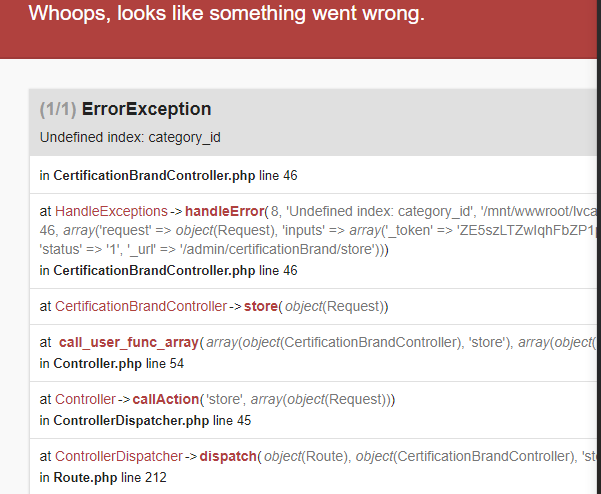 Whoops, looks like something went wrong.
(1/1) ErrorException
Undefined index: category_id
in CertificationBrandController.php line 46
at HandleExceptions->handleError(8, 'Undefined index: category_id', '/mnt/wwwroot/lvca
46, array('request' => object(Request), 'inputs' => array('_token' => 'ZE5szLTZwIqhFbZP1p
'status' => '1', '_url' => '/admin/certificationBrand/store')))
in CertificationBrandController.php line 46
at CertificationBrandController->store(object(Request))
at call_user_func_array(array(object(CertificationBrandController), 'store'), array(object(
in Controller.php line 54
at Controller->callAction('store', array(object(Request)))
in ControllerDispatcher.php line 45
at ControllerDispatcher->dispatch(object(Route), object(CertificationBrandController), 'sto
in Route.php line 212